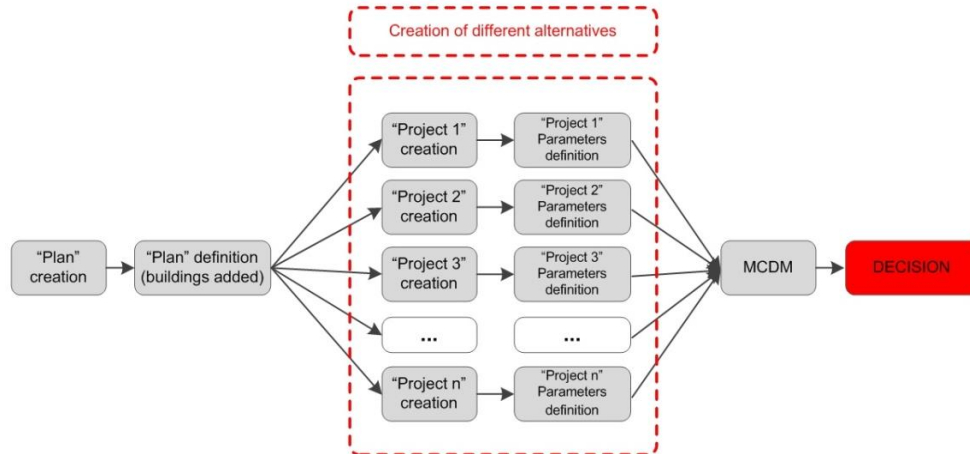 Creation of different alternatives
“Project 1”
creation
“Project 1”
Parameters
definition
“Project 2”
creation
“Project 2”
Parameters
definition
“Plan”
creation
“Plan” definition
(buildings added)
“Project 3”
creation
“Project 3”
Parameters
definition
MCDM
DECISION
...
...
“Project n”
creation
“Project n”
Parameters
definition